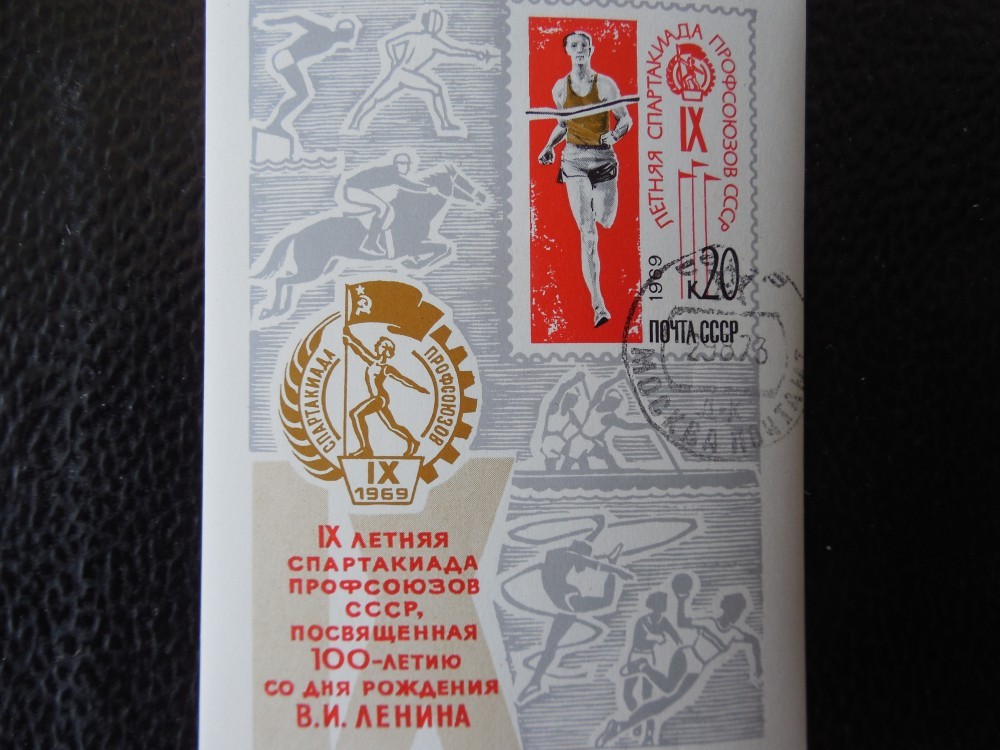 ЛЕТНЯЯ СПАРТАКИАДА ПРОФСОЮЗОВ СССР
IX
1969
к20
ПОЧТА СССР
МОСКВА ПОЧТАМТ
СПАРТАКИАДА ПРОФСОЮЗОВ
IX
1969
IX ЛЕТНЯЯ
СПАРТАКИАДА
ПРОФСОЮЗОВ
СССР,
ПОСВЯЩЕННАЯ
100-ЛЕТИЮ
СО ДНЯ РОЖДЕНИЯ
В.И. ЛЕНИНА